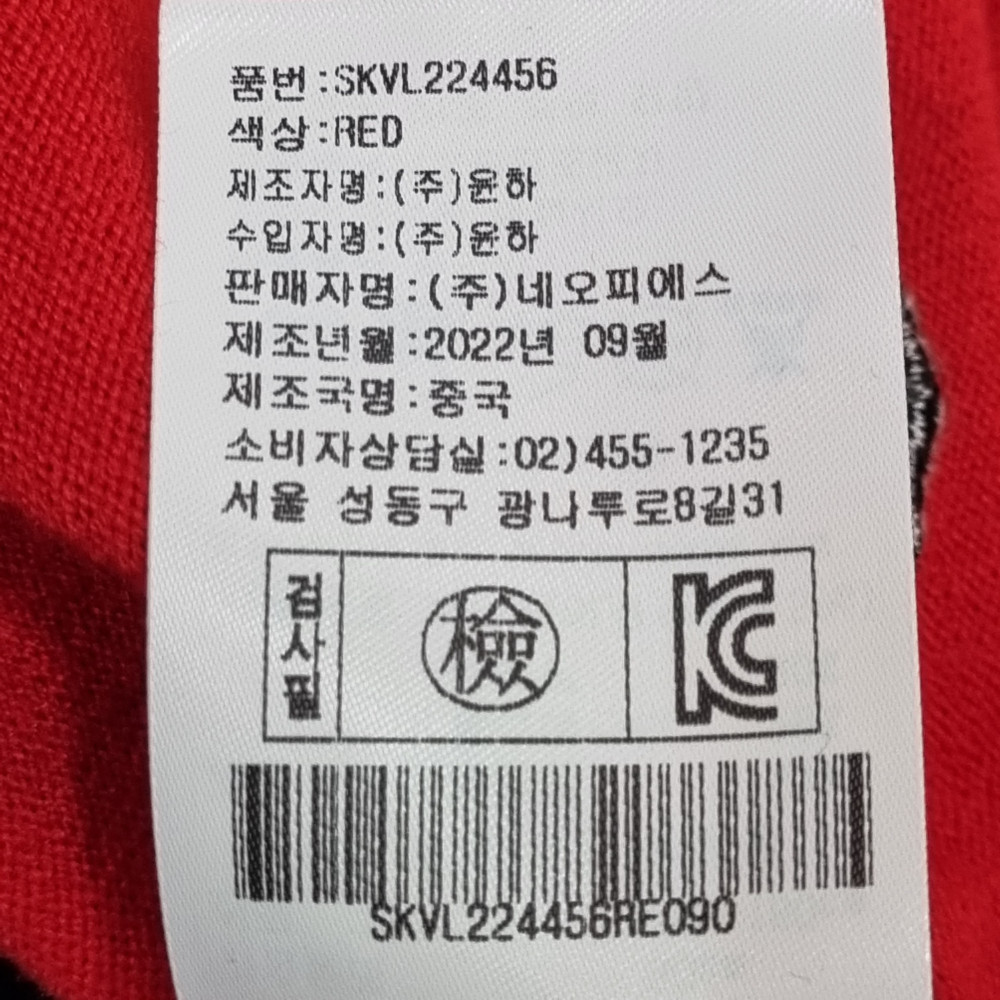 품번:SKVL224456
색상:RED
제조자명:(주)윤하
수입자명:(주)윤하
판매자명:(주)네오피에스
제조년월:2022년 09월
제조국명:중국
소비자상담실:02)455-1235
서울 성동구 광나루로8길31
검사필
檢
KC
SKVL224456RE090